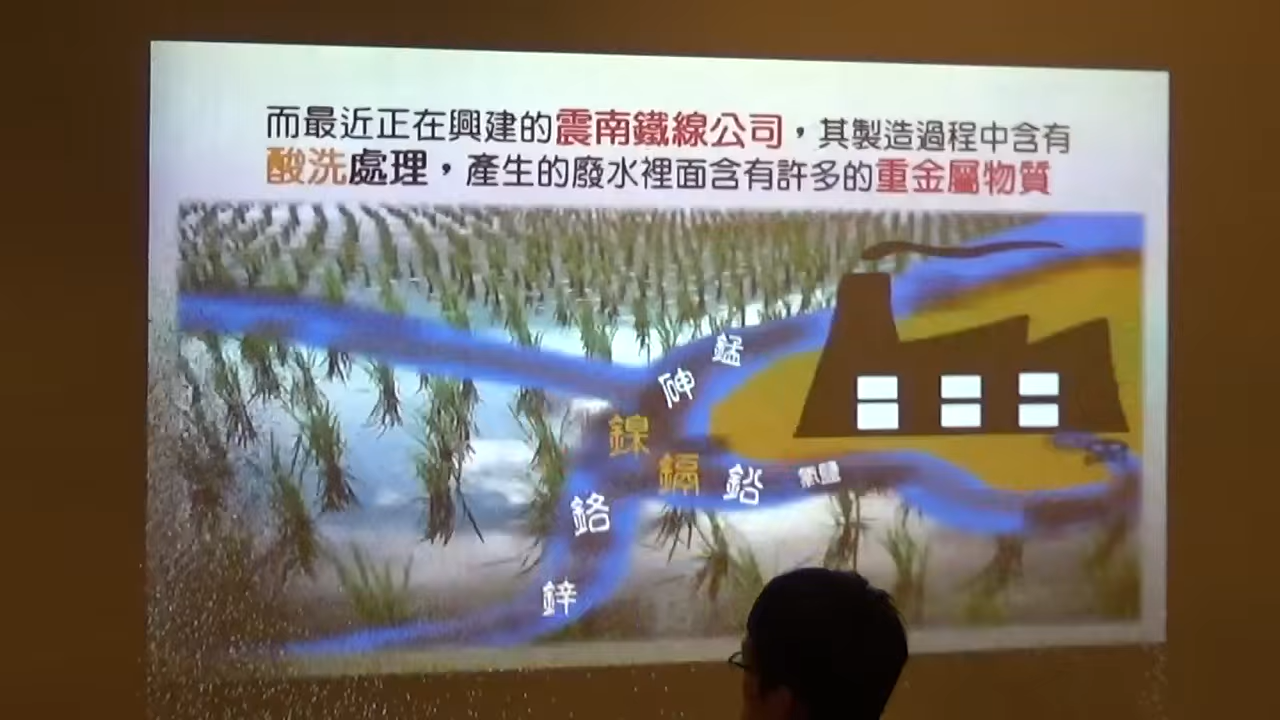 而最近正在興建的震南鐵線公司，其製造過程中含有
酸洗處理，產生的廢水裡面含有許多的重金屬物質
錳
砷
鎳
鎘
鉛
氰鹽
鉻
鋅